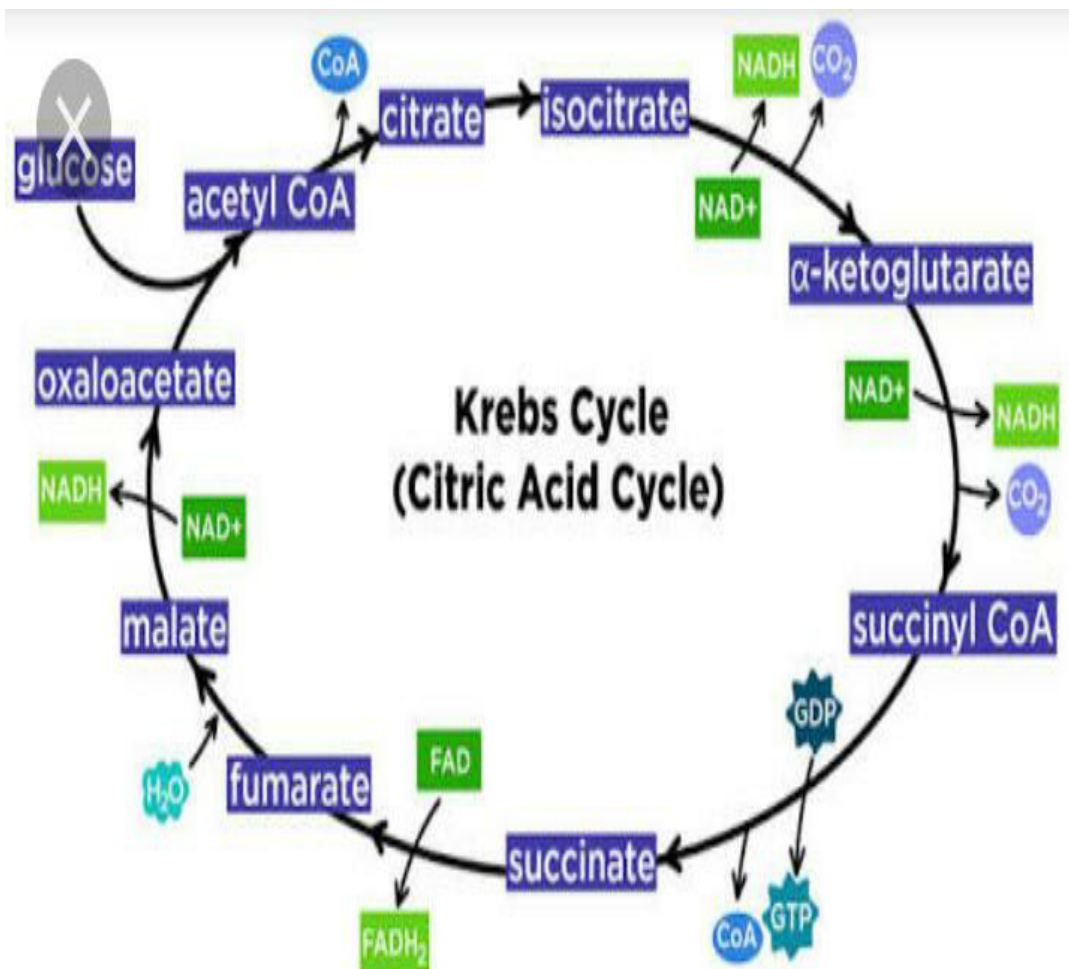 CoA
citrate
isocitrate
NADH
CO₂
glucose
acetyl CoA
NAD+
α-ketoglutarate
oxaloacetate
Krebs Cycle
(Citric Acid Cycle)
NAD+
NADH
CO₂
NADH
NAD+
malate
succinyl CoA
GDP
FAD
H₂O
fumarate
succinate
FADH₂
CoA
GTP